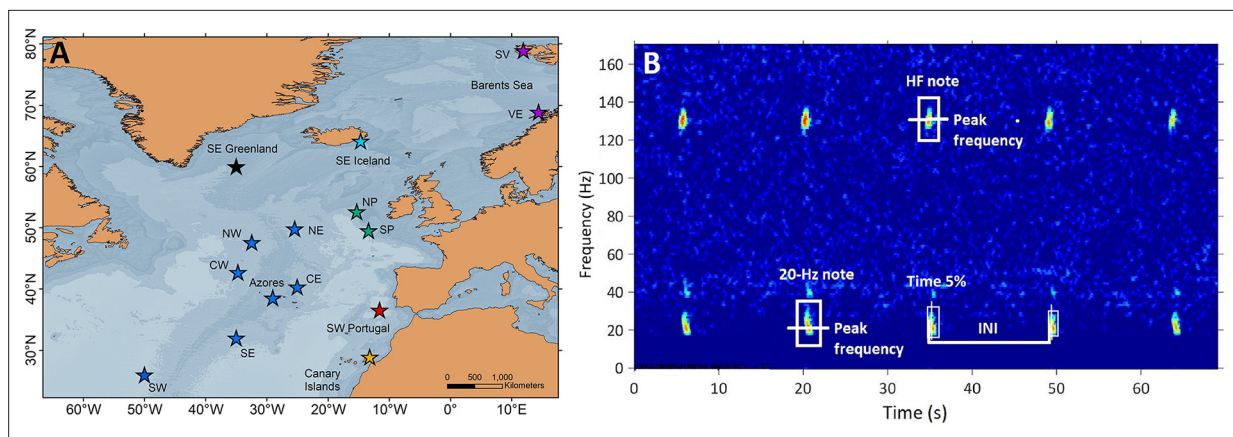 A
80°N
70°N
60°N
50°N
40°N
30°N
60°W
50°W
40°W
30°W
20°W
10°W
0°
10°E
SV
Barents Sea
VE
SE Greenland
SE Iceland
NP
SP
NW
NE
CW
CE
Azores
SW Portugal
SE
SW
Canary
Islands
0 500 1,000
Kilometers
B
Frequency (Hz)
160
140
120
100
80
60
40
20
0
HF note
Peak
frequency
20-Hz note
Peak
frequency
Time 5%
INI
0 10 20 30 40 50 60
Time (s)